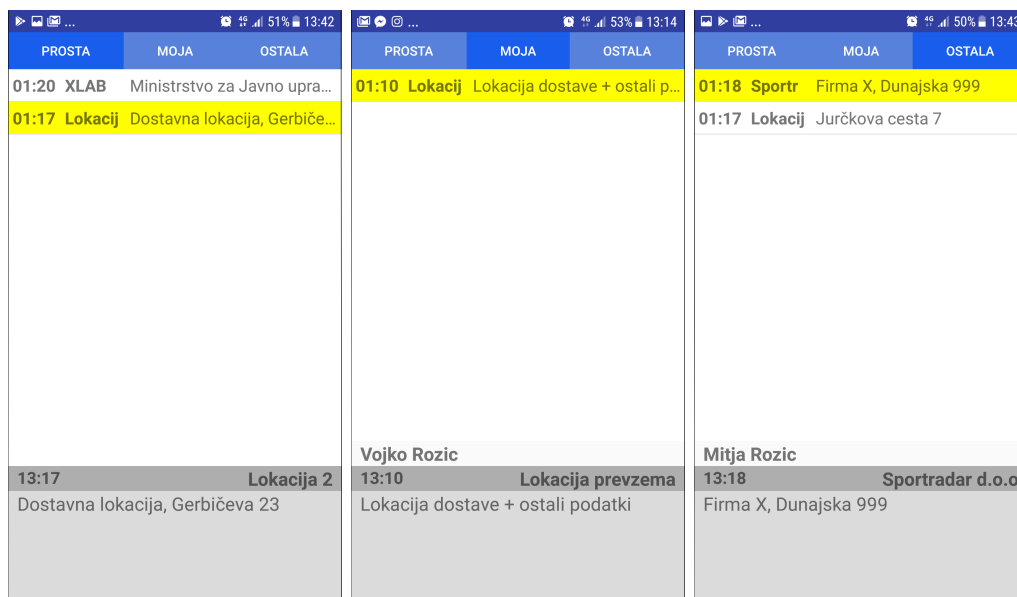 ... 4G 51% 13:42
PROSTA MOJA OSTALA
01:20 XLAB Ministrstvo za Javno upra...
01:17 Lokacij Dostavna lokacija, Gerbiče...
13:17 Lokacija 2
Dostavna lokacija, Gerbičeva 23
... 4G 53% 13:14
PROSTA MOJA OSTALA
01:10 Lokacij Lokacija dostave + ostali p...
Vojko Rozic
13:10 Lokacija prevzema
Lokacija dostave + ostali podatki
... 4G 50% 13:43
PROSTA MOJA OSTALA
01:18 Sportr Firma X, Dunajska 999
01:17 Lokacij Jurčkova cesta 7
Mitja Rozic
13:18 Sportradar d.o.o
Firma X, Dunajska 999